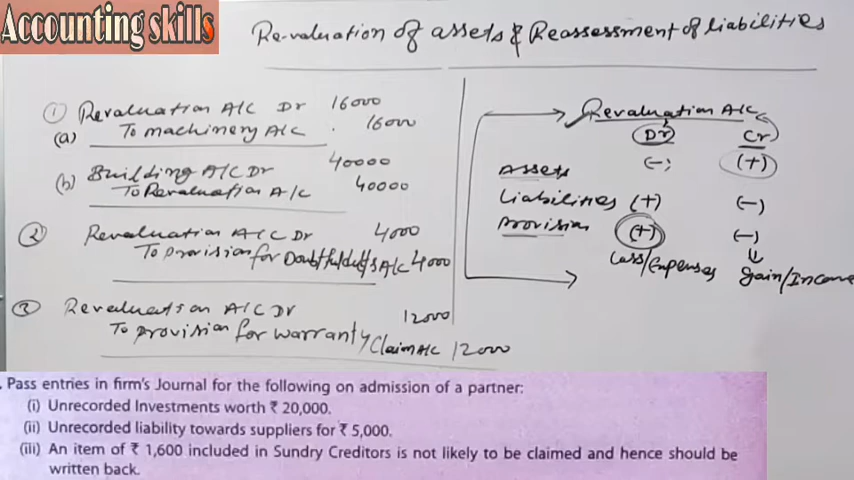 Accounting skills
Re-valuation of assets & Reassessment of liabilities
① Revaluation A/C Dr 16000
(a) To machinery A/C 16000
(b) Building A/C Dr 40000
To Revaluation A/C 40000
② Revaluation A/C Dr 4000
To provision for Doubtful debts A/C 4000
③ Revaluation A/C Dr 12000
To provision for warranty Claim A/C 12000
Revaluation A/C
Dr Cr
Assets (-) (+)
Liabilities (+) (-)
Provision (+) (-)
Loss/Expenses Gain/Income
. Pass entries in firm's Journal for the following on admission of a partner:
(i) Unrecorded Investments worth ₹ 20,000.
(ii) Unrecorded liability towards suppliers for ₹ 5,000.
(iii) An item of ₹ 1,600 included in Sundry Creditors is not likely to be claimed and hence should be
written back.